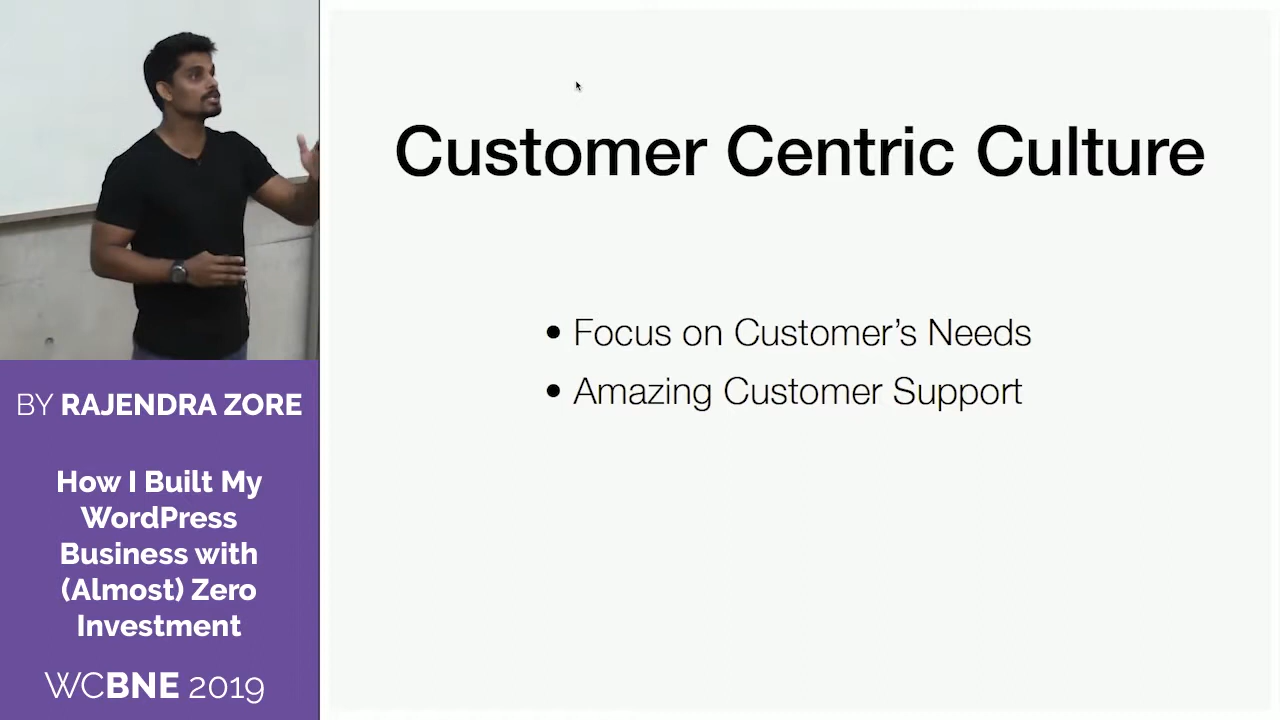 Customer Centric Culture
• Focus on Customer's Needs
• Amazing Customer Support
BY RAJENDRA ZORE
How I Built My
WordPress
Business with
(Almost) Zero
Investment
WCBNE 2019